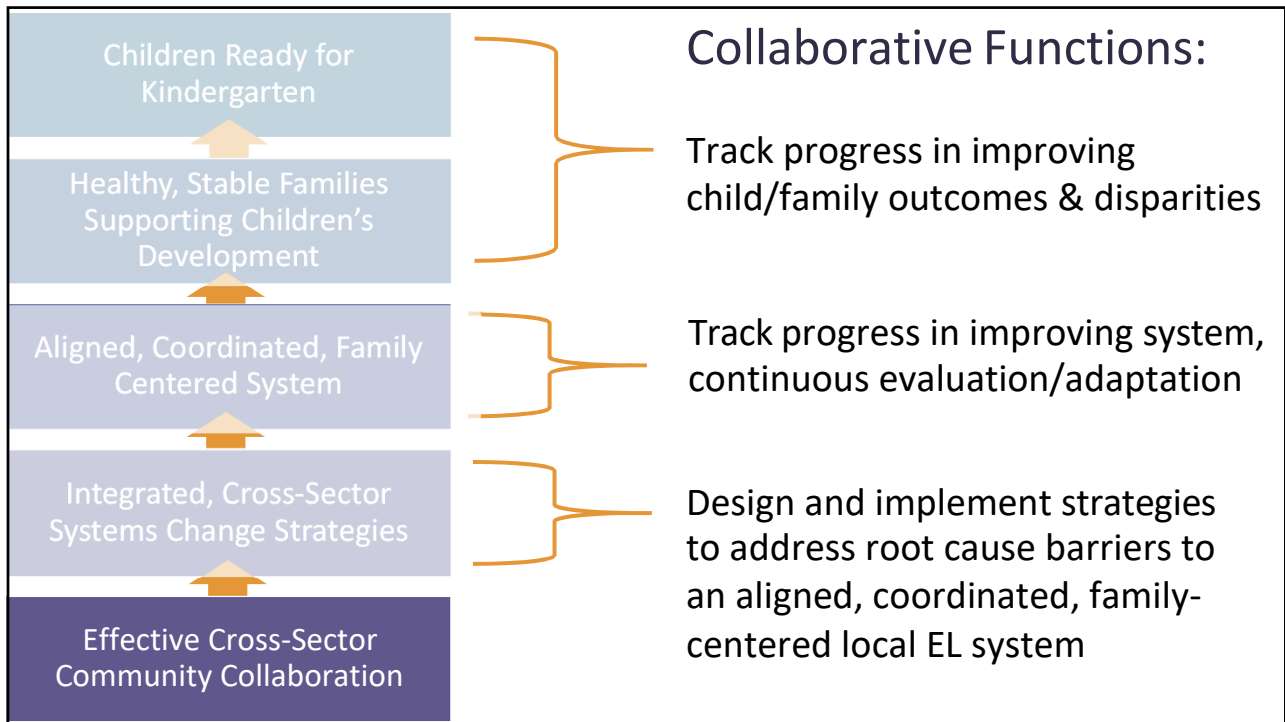 Children Ready for
Kindergarten
Healthy, Stable Families
Supporting Children’s
Development
Aligned, Coordinated, Family
Centered System
Integrated, Cross-Sector
Systems Change Strategies
Effective Cross-Sector
Community Collaboration
Collaborative Functions:
Track progress in improving
child/family outcomes & disparities
Track progress in improving system,
continuous evaluation/adaptation
Design and implement strategies
to address root cause barriers to
an aligned, coordinated, family-
centered local EL system